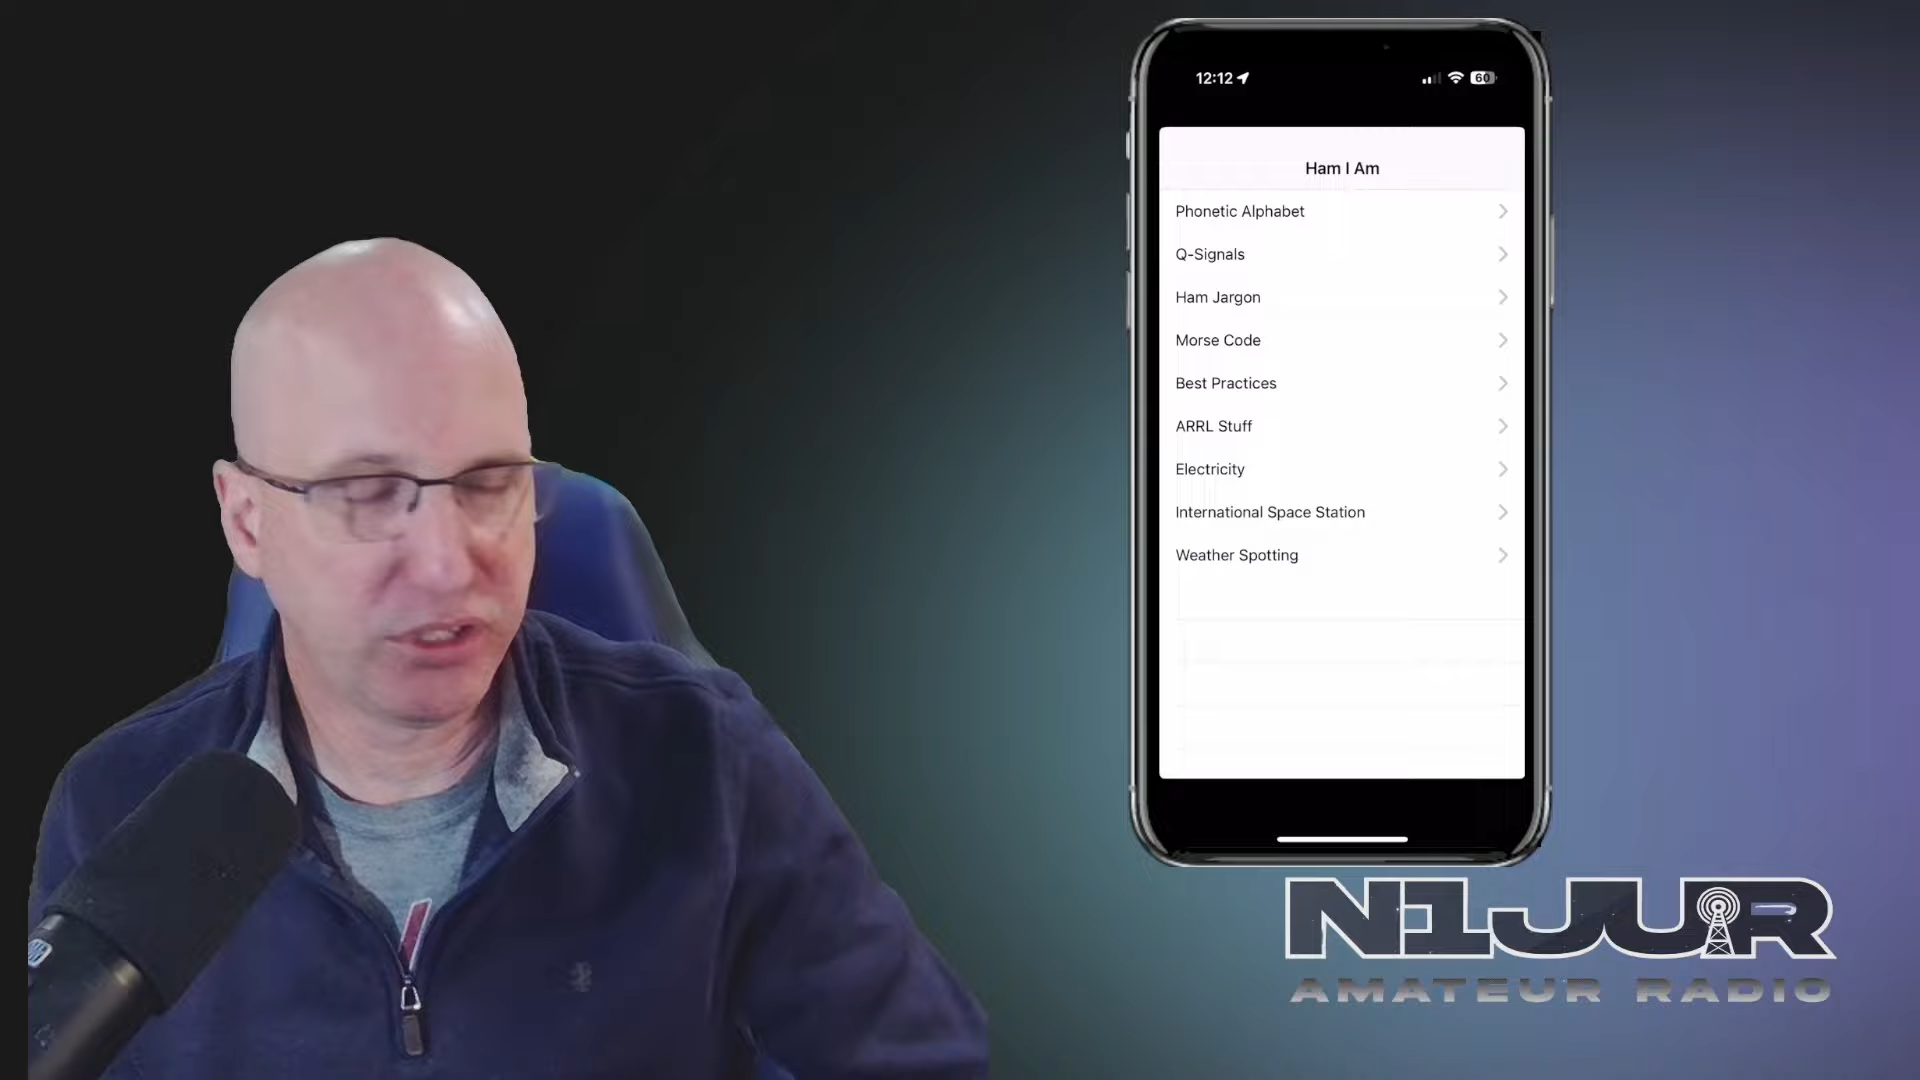 12:12
60
Ham I Am
Phonetic Alphabet
Q-Signals
Ham Jargon
Morse Code
Best Practices
ARRL Stuff
Electricity
International Space Station
Weather Spotting
N1JUR
AMATEUR RADIO